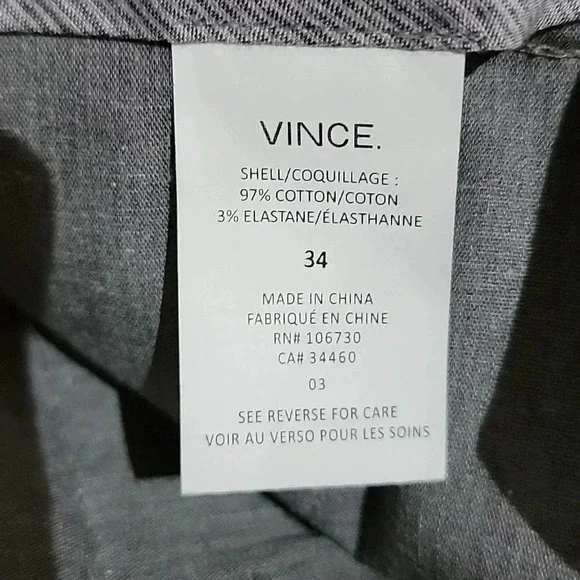 VINCE.
SHELL/COQUILLAGE :
97% COTTON/COTON
3% ELASTANE/ÉLASTHANNE
34
MADE IN CHINA
FABRIQUÉ EN CHINE
RN# 106730
CA# 34460
03
SEE REVERSE FOR CARE
VOIR AU VERSO POUR LES SOINS